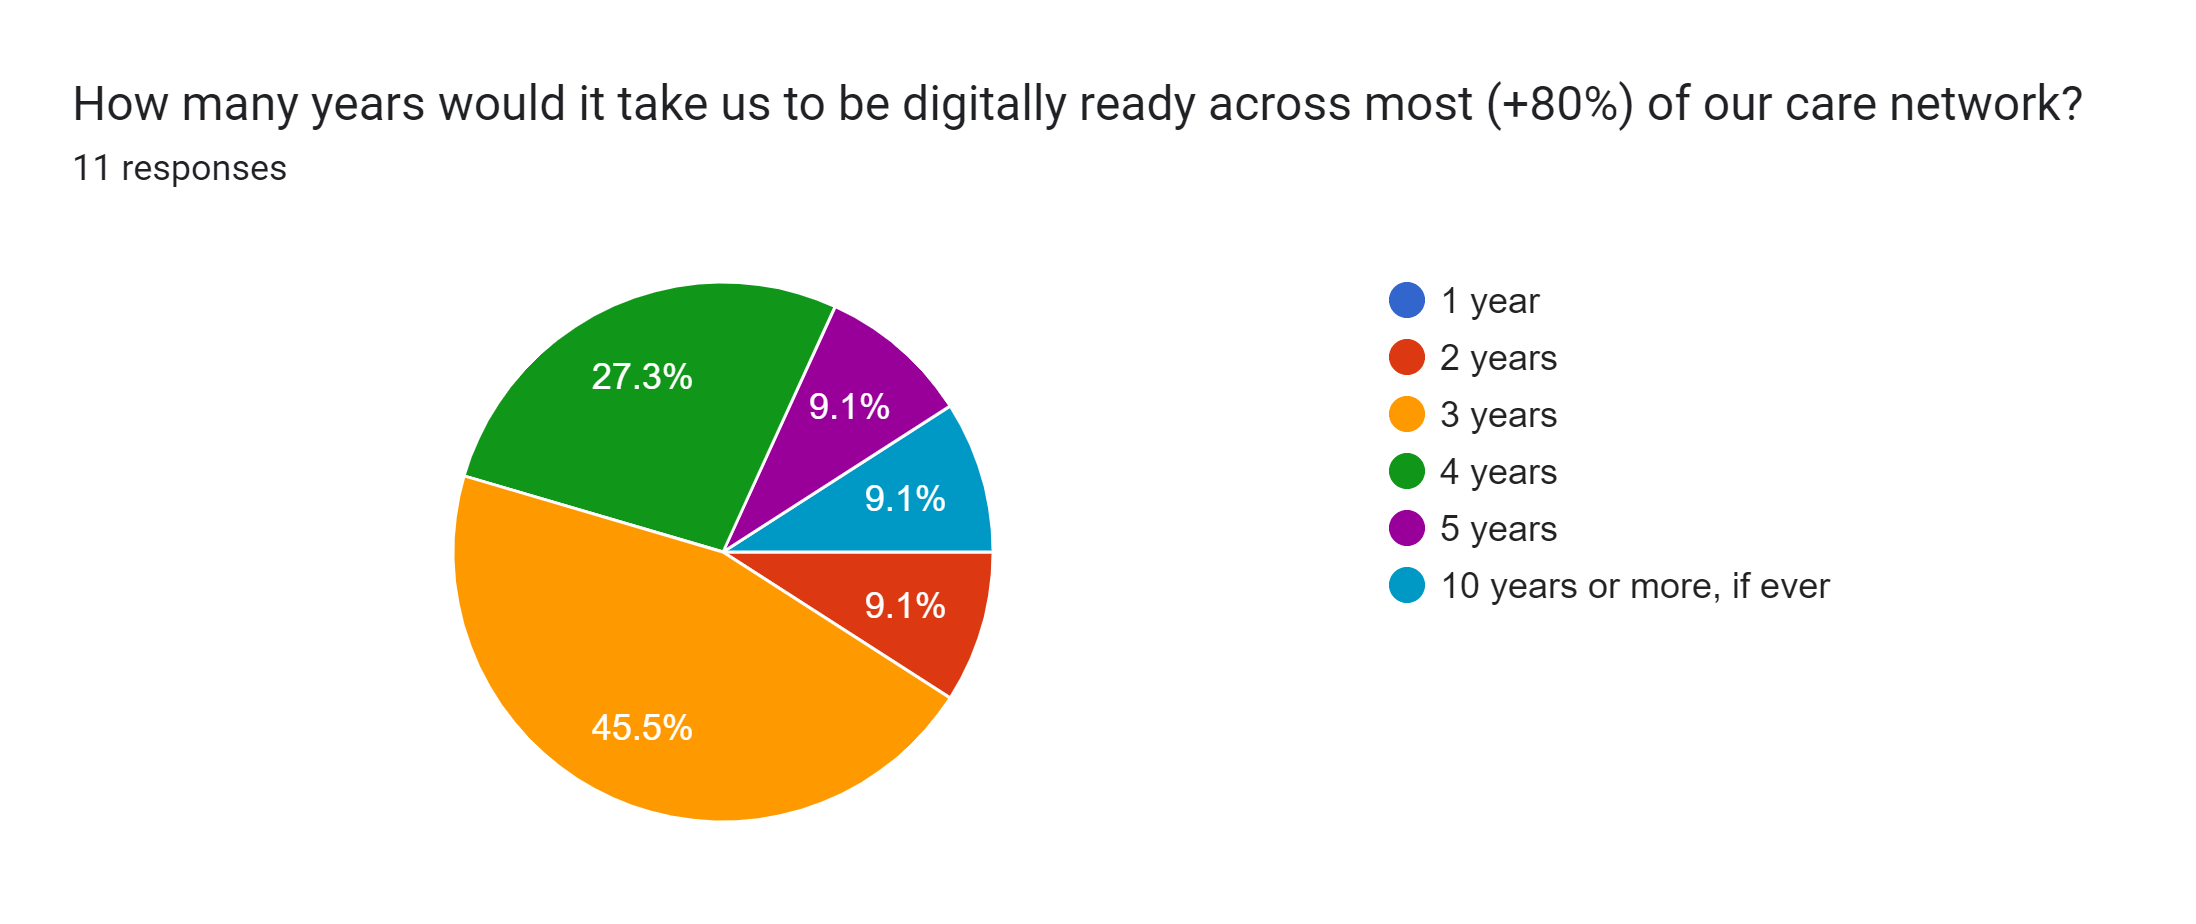 How many years would it take us to be digitally ready across most (+80%) of our care network?
11 responses
27.3%
9.1%
9.1%
9.1%
45.5%
1 year
2 years
3 years
4 years
5 years
10 years or more, if ever